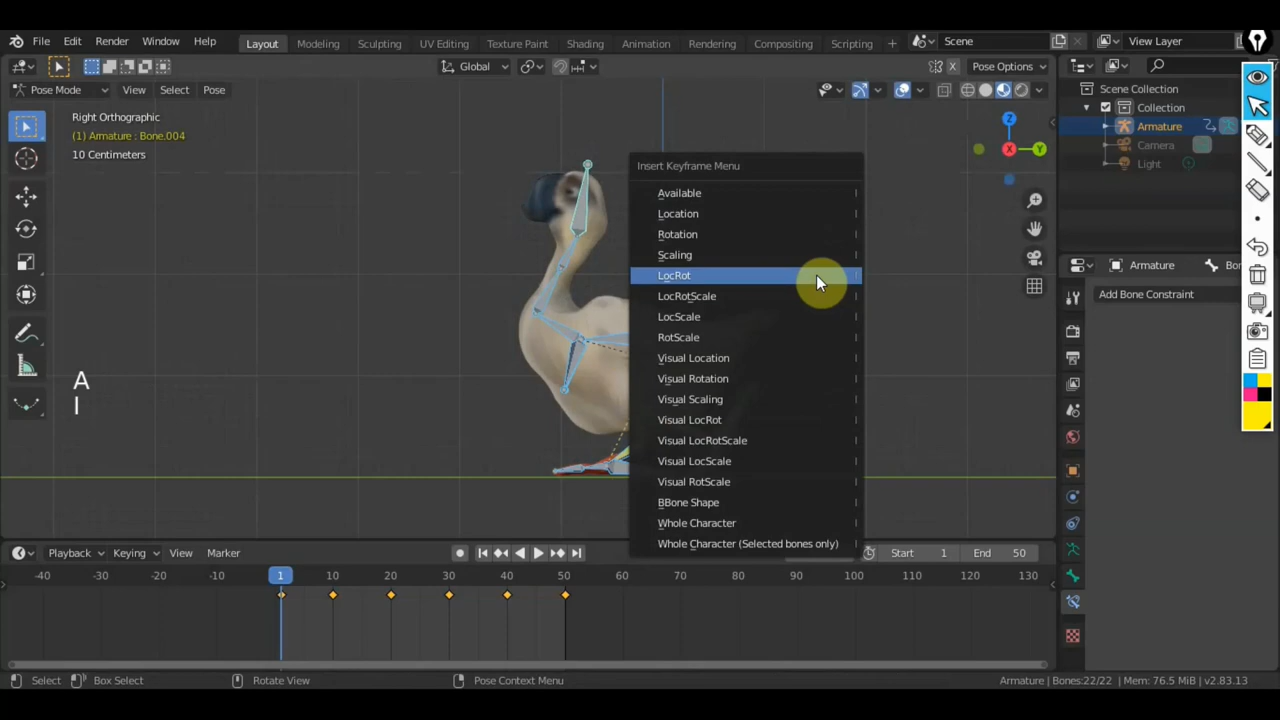 File Edit Render Window Help Layout Modeling Sculpting UV Editing Texture Paint Shading Animation Rendering Compositing Scripting Scene View Layer
Global Pose Options
Pose Mode View Select Pose
Right Orthographic
(1) Armature : Bone.004
10 Centimeters
Z
X
Y
Scene Collection
Collection
Armature
Camera
Light
Insert Keyframe Menu
Available I
Location I
Rotation I
Scaling I
LocRot I
LocRotScale I
LocScale I
RotScale I
Visual Location I
Visual Rotation I
Visual Scaling I
Visual LocRot I
Visual LocRotScale I
Visual LocScale I
Visual RotScale I
BBone Shape I
Whole Character I
Whole Character (Selected bones only) I
Armature Bon
Add Bone Constraint
A
I
Playback Keying View Marker Start 1 End 50
-40 -30 -20 -10 1 10 20 30 40 50 60 70 80 90 100 110 120 130
Select Box Select Rotate View Pose Context Menu Armature | Bones:22/22 | Mem: 76.5 MiB | v2.83.13